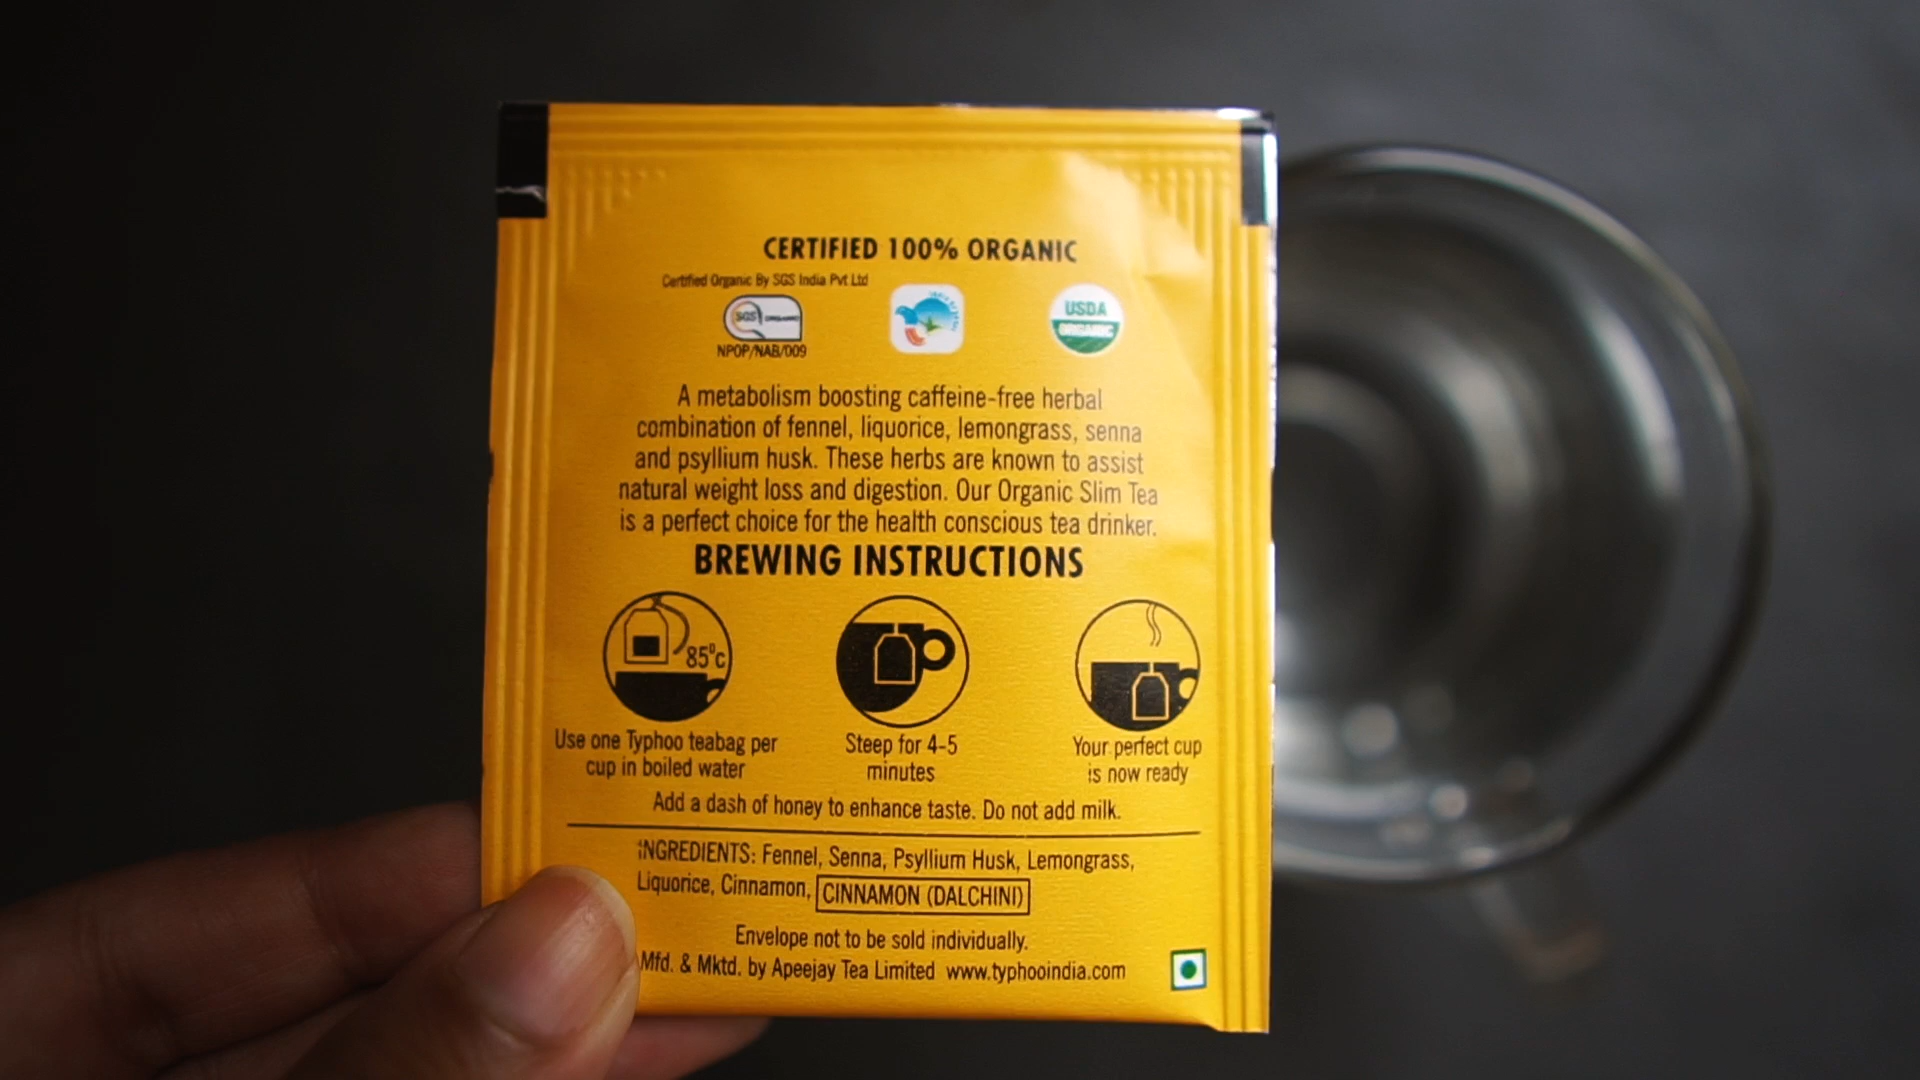 CERTIFIED 100% ORGANIC
Certified Organic By SGS India Pvt Ltd
SGS ORGANIC
USDA
ORGANIC
NPOP/NAB/009
A metabolism boosting caffeine-free herbal
combination of fennel, liquorice, lemongrass, senna
and psyllium husk. These herbs are known to assist
natural weight loss and digestion. Our Organic Slim Tea
is a perfect choice for the health conscious tea drinker.
BREWING INSTRUCTIONS
85°c
Use one Typhoo teabag per
cup in boiled water
Steep for 4-5
minutes
Your perfect cup
is now ready
Add a dash of honey to enhance taste. Do not add milk.
INGREDIENTS: Fennel, Senna, Psyllium Husk, Lemongrass,
Liquorice, Cinnamon, CINNAMON (DALCHINI)
Envelope not to be sold individually.
Mfd. & Mktd. by Apeejay Tea Limited www.typhooindia.com